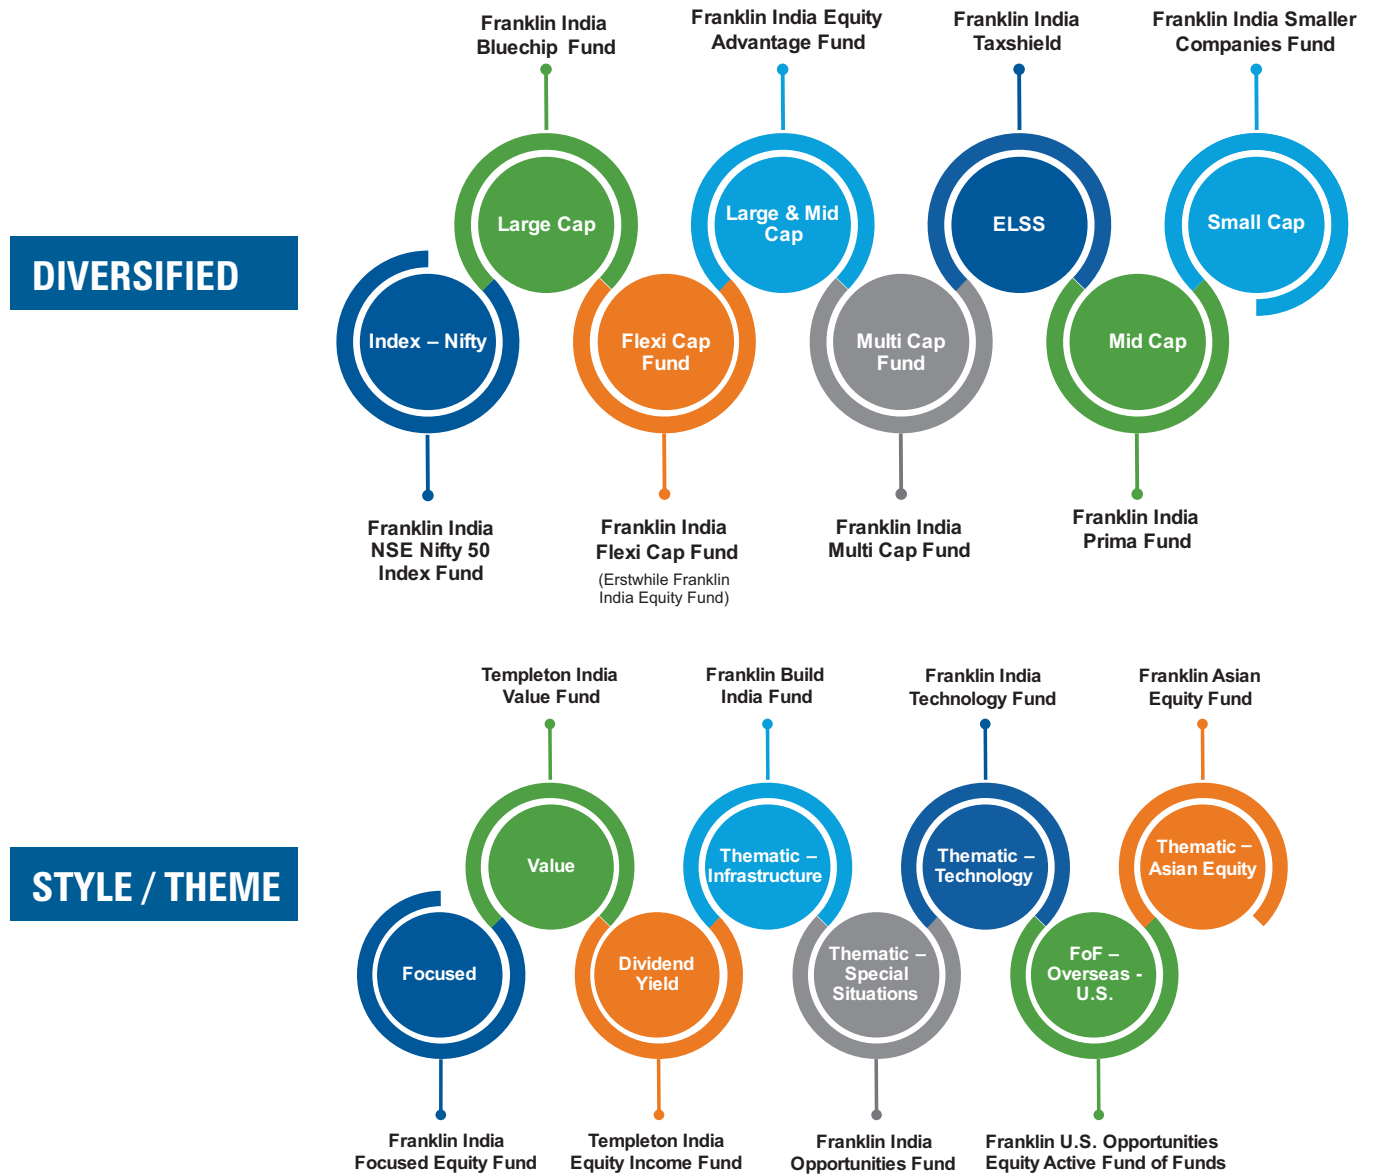 Franklin India
Bluechip Fund
Franklin India Equity
Advantage Fund
Franklin India
Taxshield
Franklin India Smaller
Companies Fund
DIVERSIFIED
Index – Nifty
Large Cap
Flexi Cap
Fund
Large & Mid
Cap
Multi Cap
Fund
ELSS
Mid Cap
Small Cap
Franklin India
NSE Nifty 50
Index Fund
Franklin India
Flexi Cap Fund
(Erstwhile Franklin
India Equity Fund)
Franklin India
Multi Cap Fund
Franklin India
Prima Fund
Templeton India
Value Fund
Franklin Build
India Fund
Franklin India
Technology Fund
Franklin Asian
Equity Fund
STYLE / THEME
Focused
Value
Dividend
Yield
Thematic –
Infrastructure
Thematic –
Special
Situations
Thematic –
Technology
FoF –
Overseas -
U.S.
Thematic –
Asian Equity
Franklin India
Focused Equity Fund
Templeton India
Equity Income Fund
Franklin India
Opportunities Fund
Franklin U.S. Opportunities
Equity Active Fund of Funds